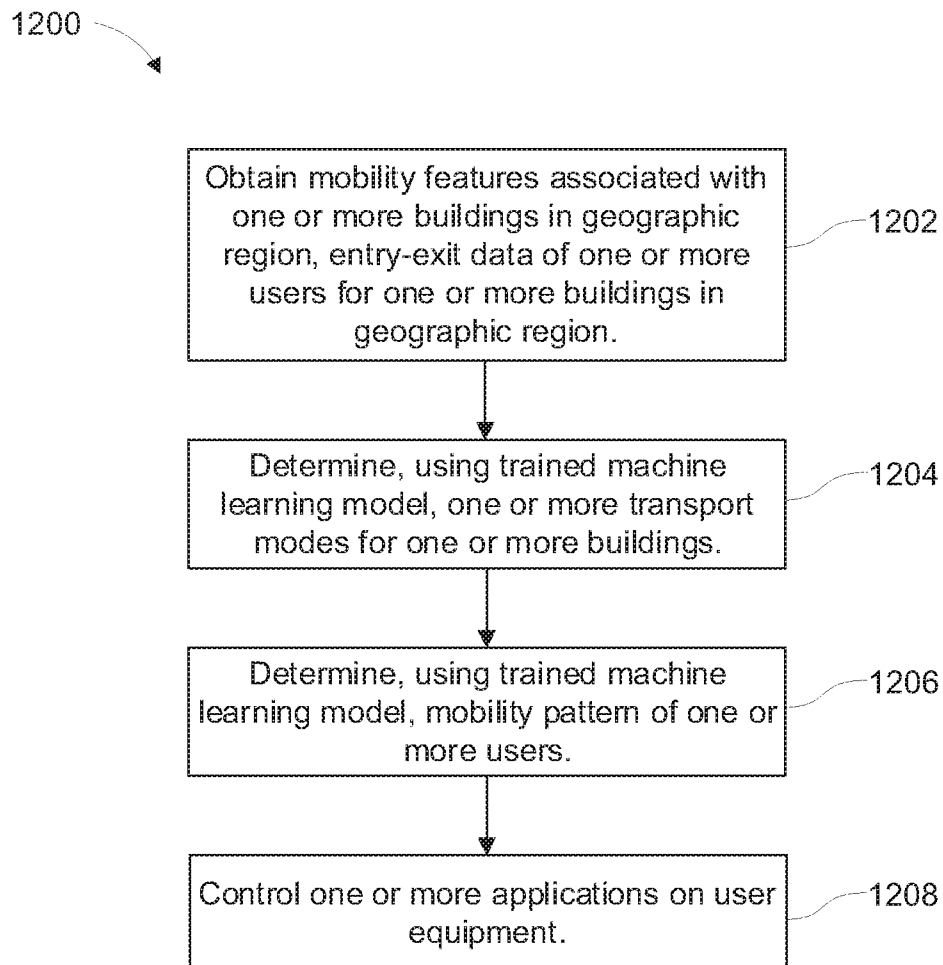 1200
Obtain mobility features associated with
one or more buildings in geographic
region, entry-exit data of one or more
users for one or more buildings in
geographic region.
1202
Determine, using trained machine
learning model, one or more transport
modes for one or more buildings.
1204
Determine, using trained machine
learning model, mobility pattern of one or
more users.
1206
Control one or more applications on user
equipment.
1208